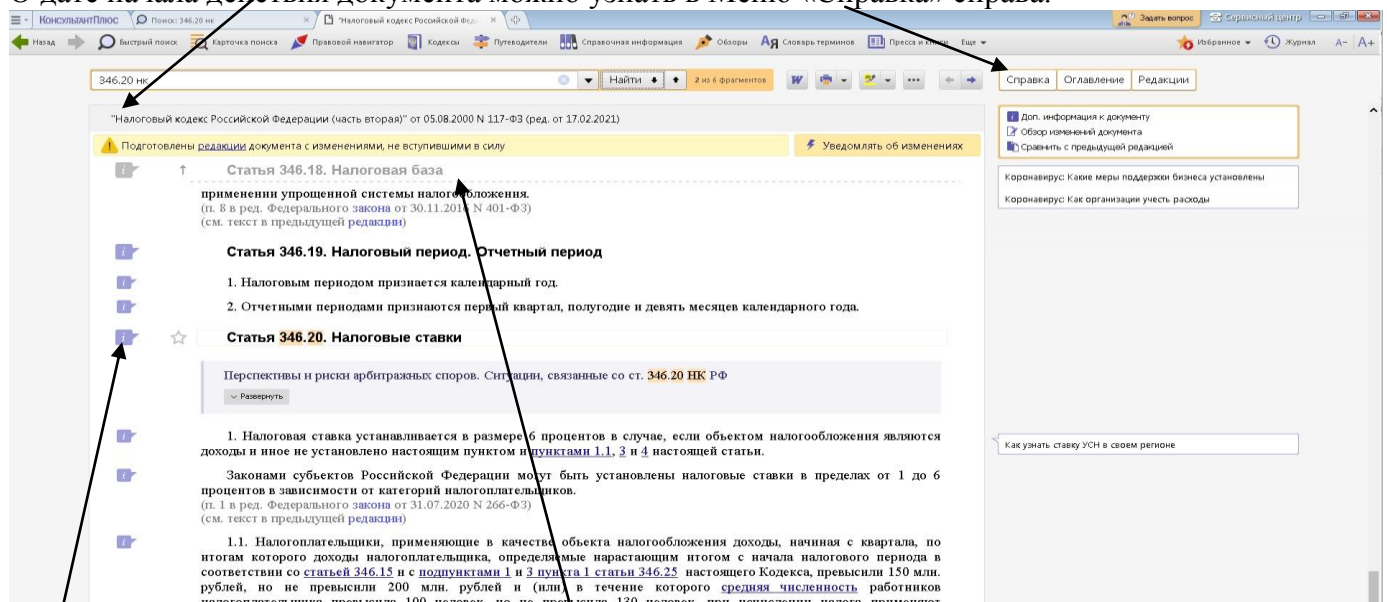 О дате начала действия документа можно узнать в Меню «Справка» справа.
КонсультантПлюс Поиск: 346.20 нк "Налоговый кодекс Российской Фед Задать вопрос Сервисный центр
Назад Быстрый поиск Карточка поиска Правовой навигатор Кодексы Путеводители Справочная информация Обзоры Словарь терминов Пресса и книги Еще Избранное Журнал A- A+
346.20 нк Найти 2 из 6 фрагментов Справка Оглавление Редакции
"Налоговый кодекс Российской Федерации (часть вторая)" от 05.08.2000 N 117-ФЗ (ред. от 17.02.2021)
Доп. информация к документу
Обзор изменений документа
Сравнить с предыдущей редакцией
Подготовлены редакции документа с изменениями, не вступившими в силу Уведомлять об изменениях
Статья 346.18. Налоговая база
Коронавирус: Какие меры поддержки бизнеса установлены
Коронавирус: Как организации учесть расходы
применении упрощенной системы налогообложения.
(п. 8 в ред. Федерального закона от 30.11.2016 N 401-ФЗ)
(см. текст в предыдущей редакции)
Статья 346.19. Налоговый период. Отчетный период
1. Налоговым периодом признается календарный год.
2. Отчетными периодами признаются первый квартал, полугодие и девять месяцев календарного года.
Статья 346.20. Налоговые ставки
Перспективы и риски арбитражных споров. Ситуации, связанные со ст. 346.20 НК РФ
Развернуть
1. Налоговая ставка устанавливается в размере 6 процентов в случае, если объектом налогообложения являются
доходы и иное не установлено настоящим пунктом и пунктами 1.1, 3 и 4 настоящей статьи.
Как узнать ставку УСН в своем регионе
Законами субъектов Российской Федерации могут быть установлены налоговые ставки в пределах от 1 до 6
процентов в зависимости от категорий налогоплательщиков.
(п. 1 в ред. Федерального закона от 31.07.2020 N 266-ФЗ)
(см. текст в предыдущей редакции)
1.1. Налогоплательщики, применяющие в качестве объекта налогообложения доходы, начиная с квартала, по
итогам которого доходы налогоплательщика, определяемые нарастающим итогом с начала налогового периода в
соответствии со статьей 346.15 и с подпунктами 1 и 3 пункта 1 статьи 346.25 настоящего Кодекса, превысили 150 млн.
рублей, но не превысили 200 млн. рублей и (или) в течение которого средняя численность работников
налогоплательщика превысила 100 человек, но не превысила 130 человек, при исчислении налога применяют